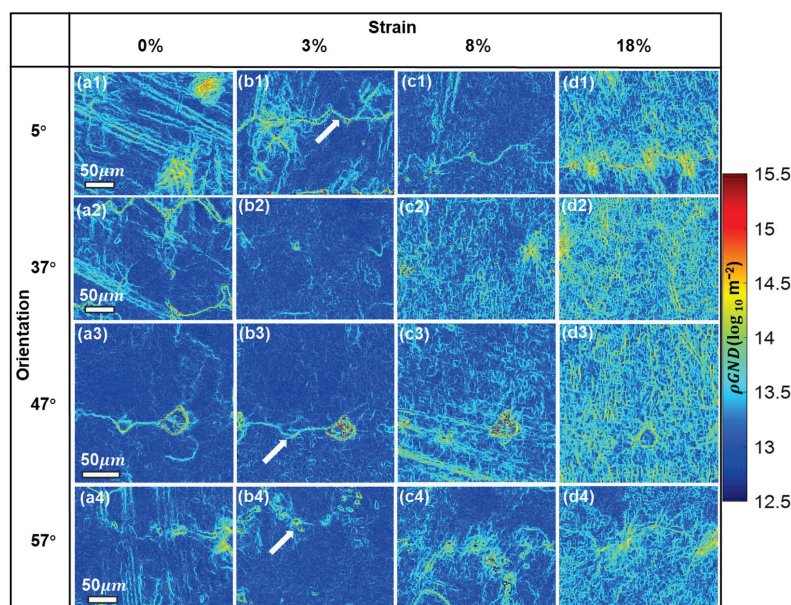 Strain
0% 3% 8% 18%
Orientation
5°
(a1) (b1) (c1) (d1)
50μm
37°
(a2) (b2) (c2) (d2)
50μm
47°
(a3) (b3) (c3) (d3)
50μm
57°
(a4) (b4) (c4) (d4)
50μm
15.5
15
14.5
14
13.5
13
12.5
ρGND(log₁₀ m⁻²)